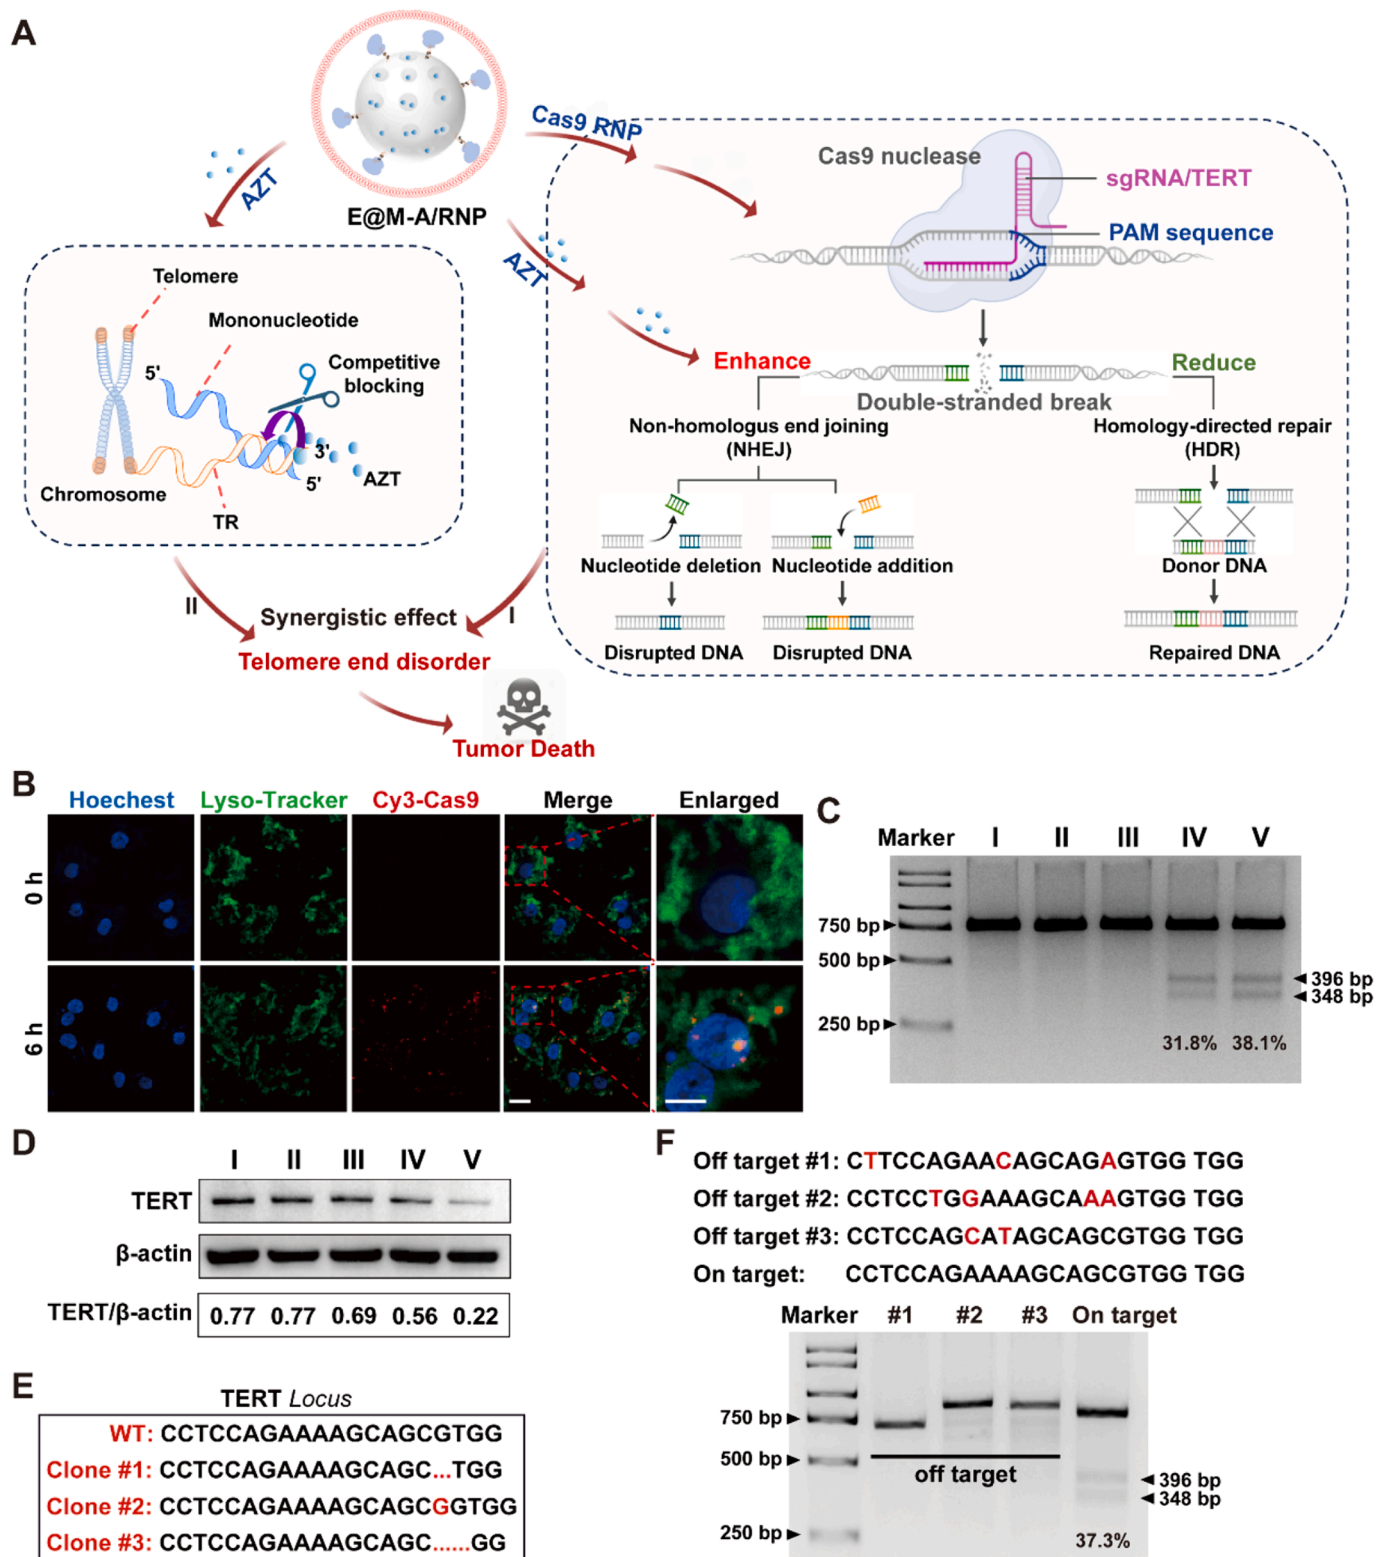 A
E@M-A/RNP
AZT
Cas9 RNP
AZT
Cas9 nuclease
sgRNA/TERT
PAM sequence
Telomere
Mononucleotide
5'
Competitive
blocking
3'
5'
AZT
Chromosome
TR
Enhance
Reduce
Double-stranded break
Non-homologus end joining
(NHEJ)
Homology-directed repair
(HDR)
Nucleotide deletion
Nucleotide addition
Donor DNA
Disrupted DNA
Disrupted DNA
Repaired DNA
II
Synergistic effect
I
Telomere end disorder
Tumor Death
B
Hoechest Lyso-Tracker Cy3-Cas9 Merge Enlarged
0 h
6 h
C
Marker I II III IV V
750 bp
500 bp
250 bp
396 bp
348 bp
31.8% 38.1%
D
I II III IV V
TERT
β-actin
TERT/β-actin 0.77 0.77 0.69 0.56 0.22
E
TERT Locus
WT: CCTCCAGAAAAGCAGCGTGG
Clone #1: CCTCCAGAAAAGCAGC...TGG
Clone #2: CCTCCAGAAAAGCAGCGGTGG
Clone #3: CCTCCAGAAAAGCAGC......GG
F
Off target #1: CTTCCAGAACAGCAGAGTGG TGG
Off target #2: CCTCCTGGAAAGCAAAGTGG TGG
Off target #3: CCTCCAGCATAGCAGCGTGG TGG
On target: CCTCCAGAAAAGCAGCGTGG TGG
Marker #1 #2 #3 On target
750 bp
500 bp
250 bp
off target
396 bp
348 bp
37.3%